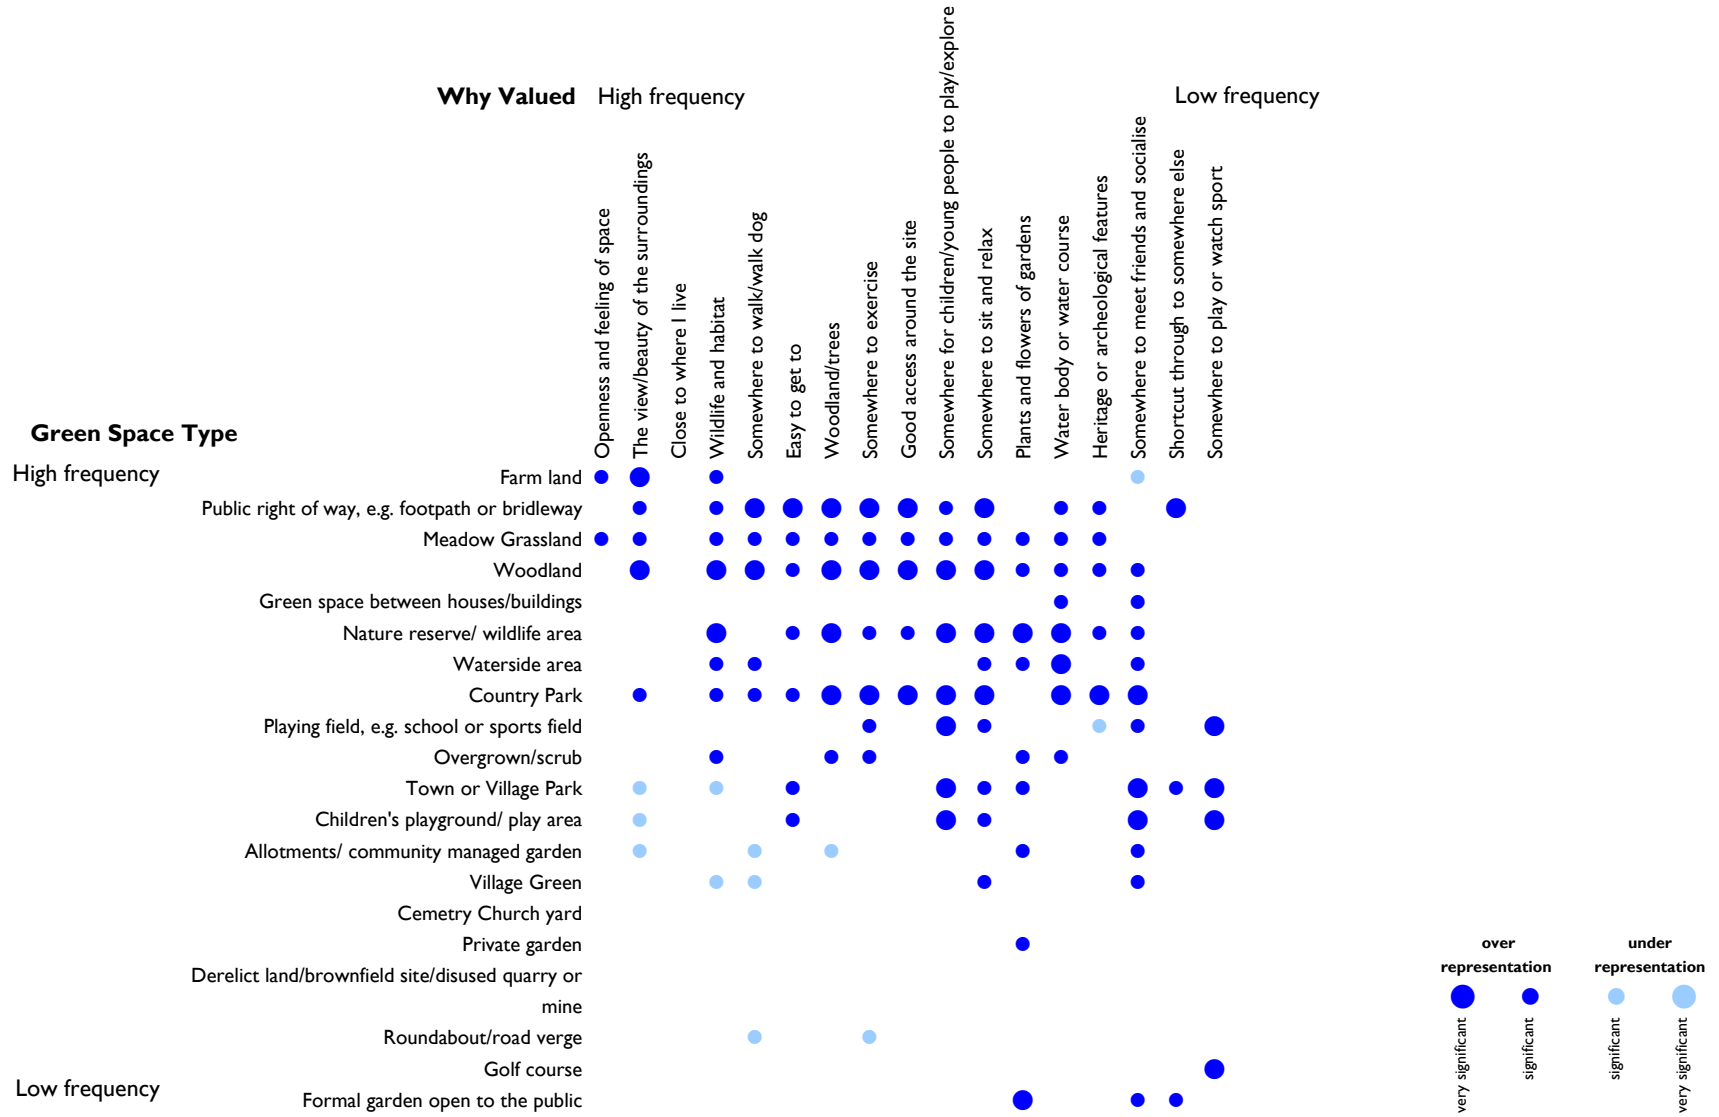 Why Valued
High frequency
Low frequency
Openness and feeling of space
The view/beauty of the surroundings
Close to where I live
Wildlife and habitat
Somewhere to walk/walk dog
Easy to get to
Woodland/trees
Somewhere to exercise
Good access around the site
Somewhere for children/young people to play/explore
Somewhere to sit and relax
Plants and flowers of gardens
Water body or water course
Heritage or archeological features
Somewhere to meet friends and socialise
Shortcut through to somewhere else
Somewhere to play or watch sport
Green Space Type
High frequency
Farm land
Public right of way, e.g. footpath or bridleway
Meadow Grassland
Woodland
Green space between houses/buildings
Nature reserve/ wildlife area
Waterside area
Country Park
Playing field, e.g. school or sports field
Overgrown/scrub
Town or Village Park
Children's playground/ play area
Allotments/ community managed garden
Village Green
Cemetry Church yard
Private garden
Derelict land/brownfield site/disused quarry or
mine
Roundabout/road verge
Golf course
Low frequency
Formal garden open to the public
over
representation
under
representation
very significant
significant
significant
very significant